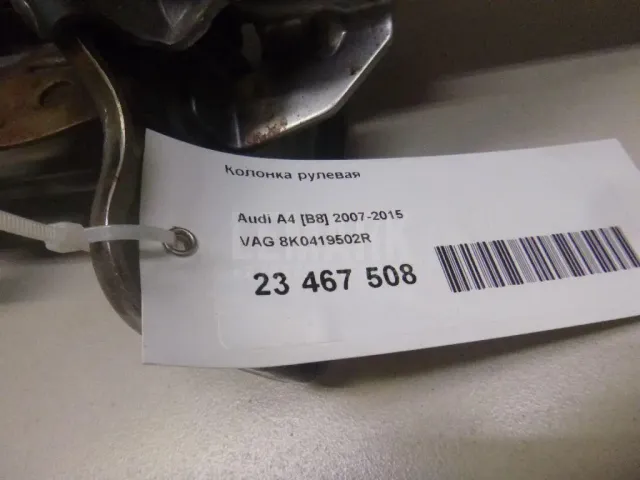 Колонка рулевая
Audi A4 [B8] 2007-2015
VAG 8K0419502R
23 467 508